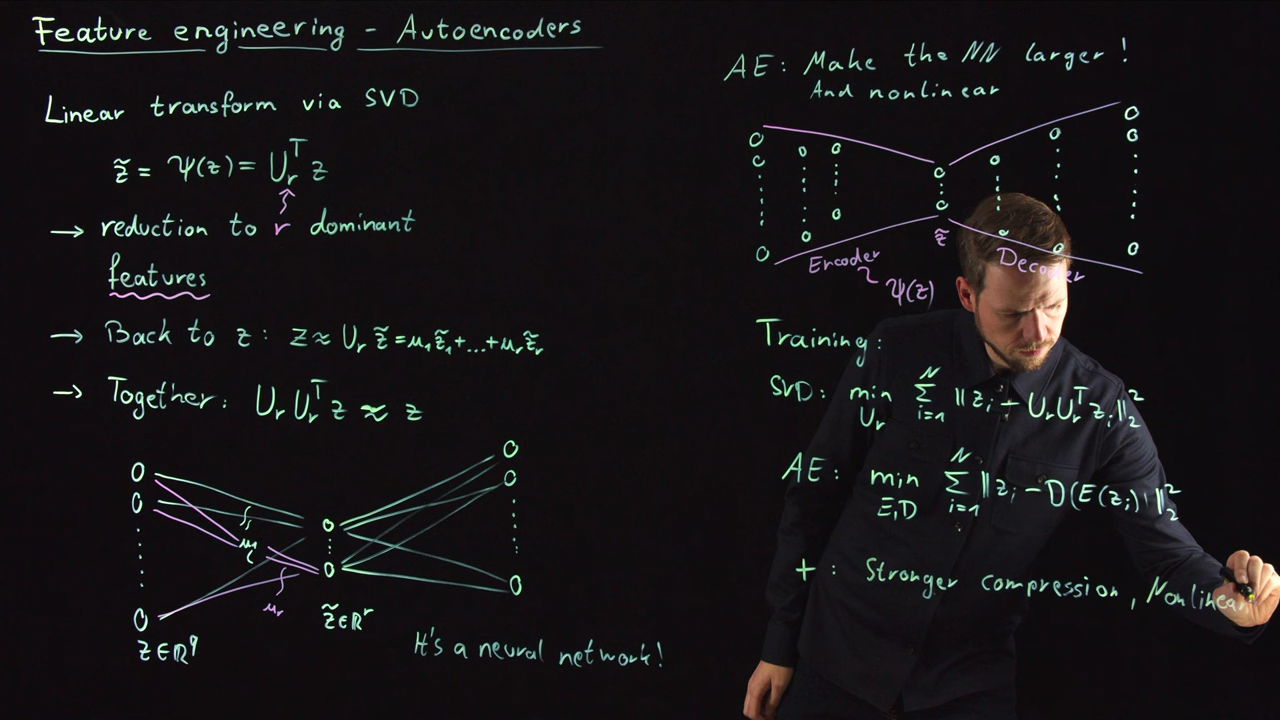 Feature engineering - Autoencoders
Linear transform via SVD
z̃ = Ψ(z) = U_r^T z
→ reduction to r dominant
features
→ Back to z : z ≈ U_r z̃ = u_1 z̃_1 + ... + u_r z̃_r
→ Together: U_r U_r^T z ≈ z
u_1
u_r
z ∈ ℝ^q
z̃ ∈ ℝ^r
It's a neural network!
AE: Make the NN larger!
And nonlinear
z̃
Encoder
Decoder
Ψ(z)
Training:
SVD: min_{U_r} Σ_{i=1}^N ‖z_i - U_r U_r^T z_i‖_2^2
AE: min_{E,D} Σ_{i=1}^N ‖z_i - D(E(z_i))‖_2^2
+ : Stronger compression, Nonlinear